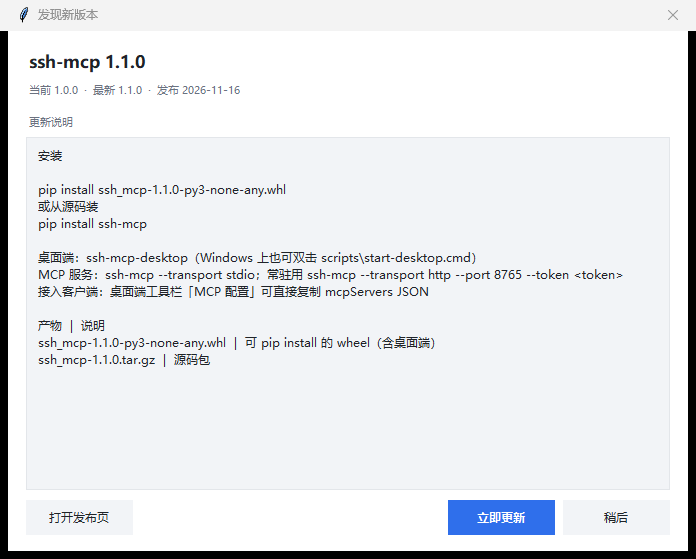 发现新版本
ssh-mcp 1.1.0
当前 1.0.0 · 最新 1.1.0 · 发布 2026-11-16
更新说明
安装
pip install ssh_mcp-1.1.0-py3-none-any.whl
或从源码装
pip install ssh-mcp
桌面端：ssh-mcp-desktop（Windows 上也可双击 scripts\start-desktop.cmd）
MCP 服务：ssh-mcp --transport stdio；常驻用 ssh-mcp --transport http --port 8765 --token <token>
接入客户端：桌面端工具栏「MCP 配置」可直接复制 mcpServers JSON
产物 | 说明
ssh_mcp-1.1.0-py3-none-any.whl | 可 pip install 的 wheel（含桌面端）
ssh_mcp-1.1.0.tar.gz | 源码包
打开发布页
立即更新
稍后